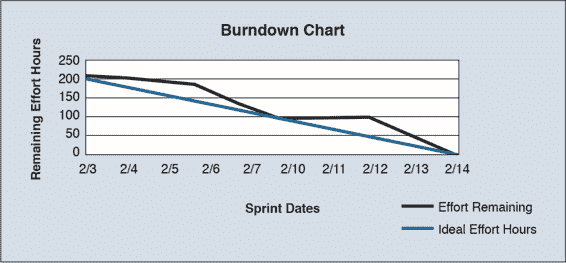 Burndown Chart
Remaining Effort Hours
250
200
150
100
50
0
2/3 2/4 2/5 2/6 2/7 2/10 2/11 2/12 2/13 2/14
Sprint Dates
Effort Remaining
Ideal Effort Hours